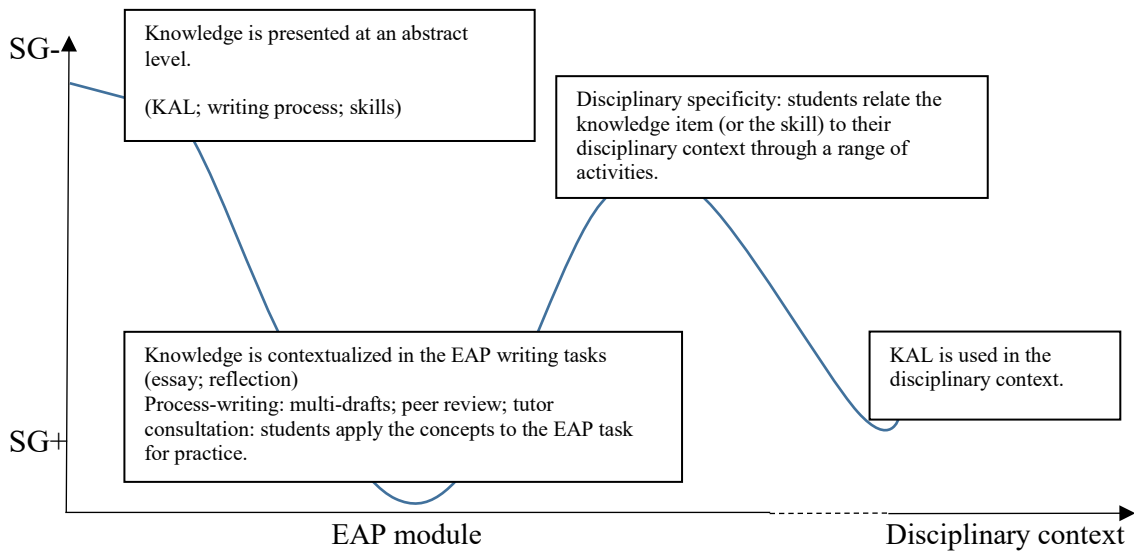 SG-
Knowledge is presented at an abstract
level.
(KAL; writing process; skills)
Disciplinary specificity: students relate the
knowledge item (or the skill) to their
disciplinary context through a range of
activities.
Knowledge is contextualized in the EAP writing tasks
(essay; reflection)
Process-writing: multi-drafts; peer review; tutor
consultation: students apply the concepts to the EAP task
for practice.
KAL is used in the
disciplinary context.
SG+
EAP module
Disciplinary context